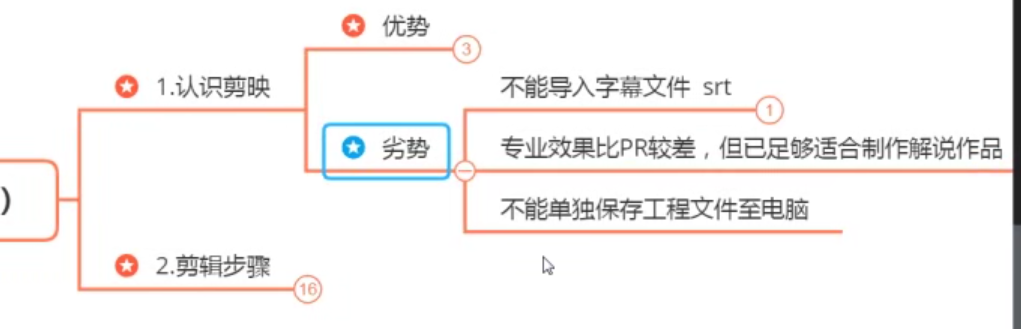 优势
3
1.认识剪映
不能导入字幕文件 srt
1
劣势
专业效果比PR较差，但已足够适合制作解说作品
)
不能单独保存工程文件至电脑
2.剪辑步骤
16